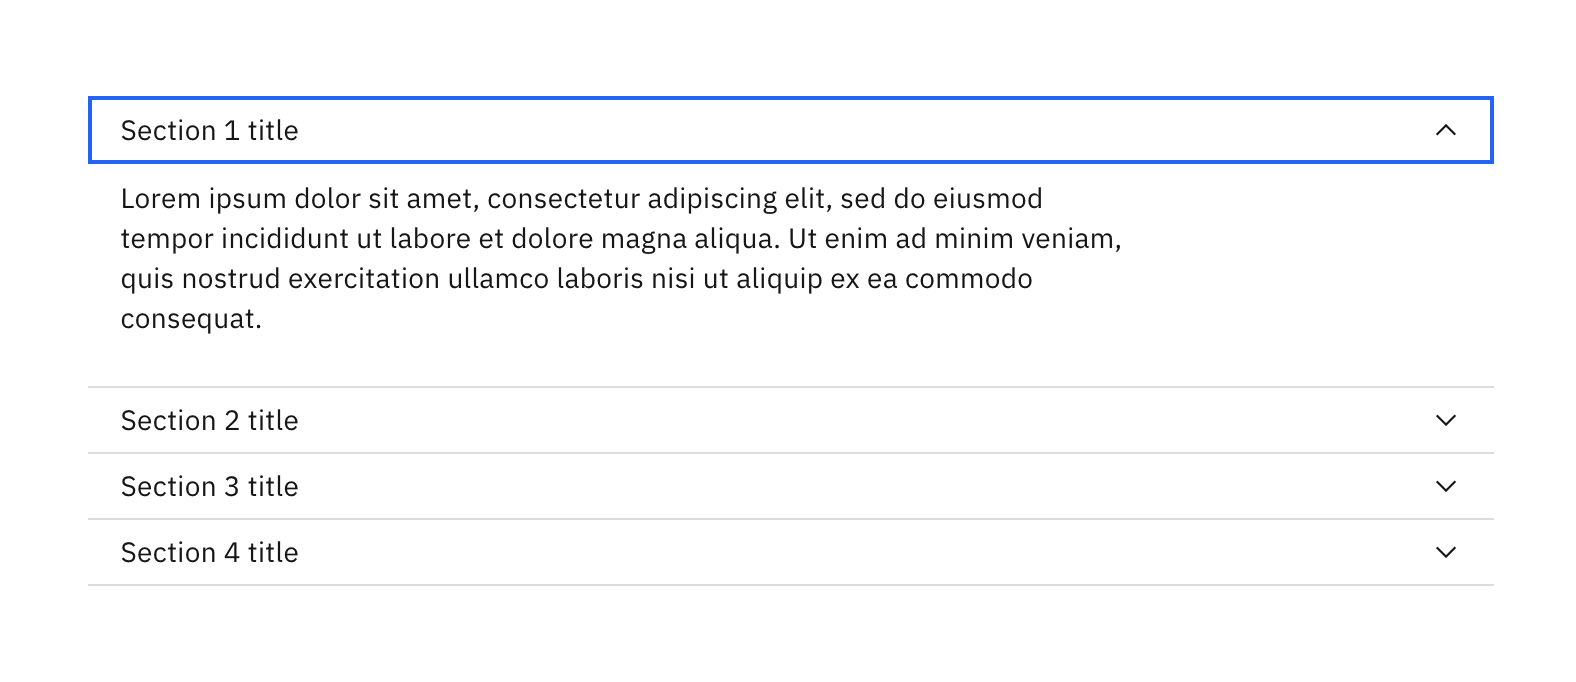 Section 1 title
Lorem ipsum dolor sit amet, consectetur adipiscing elit, sed do eiusmod
tempor incididunt ut labore et dolore magna aliqua. Ut enim ad minim veniam,
quis nostrud exercitation ullamco laboris nisi ut aliquip ex ea commodo
consequat.
Section 2 title
Section 3 title
Section 4 title